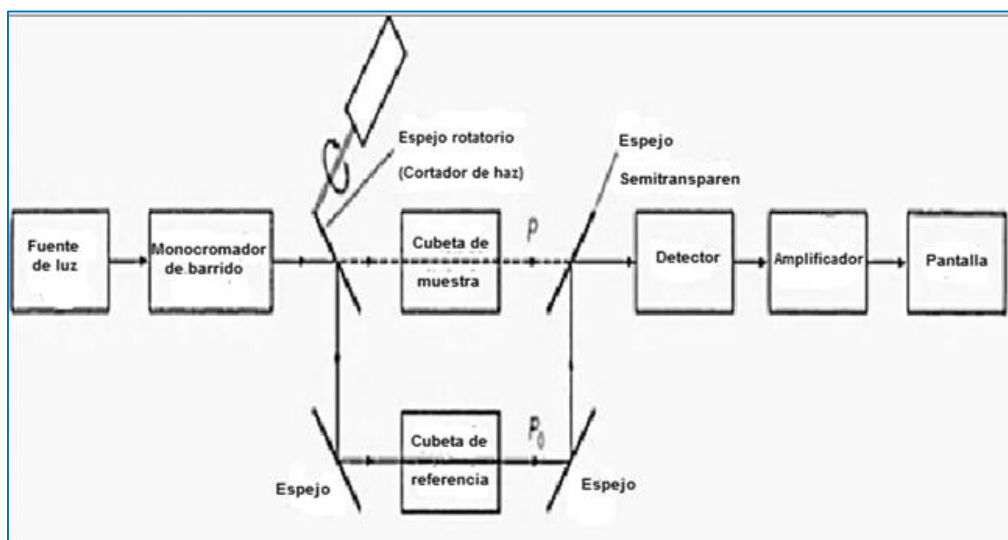 Espejo rotatorio
(Cortador de haz)
Espejo
Semitransparen
Fuente
de luz
Monocromador
de barrido
Cubeta de
muestra
P
Detector
Amplificador
Pantalla
Espejo
Cubeta de
referencia
P₀
Espejo